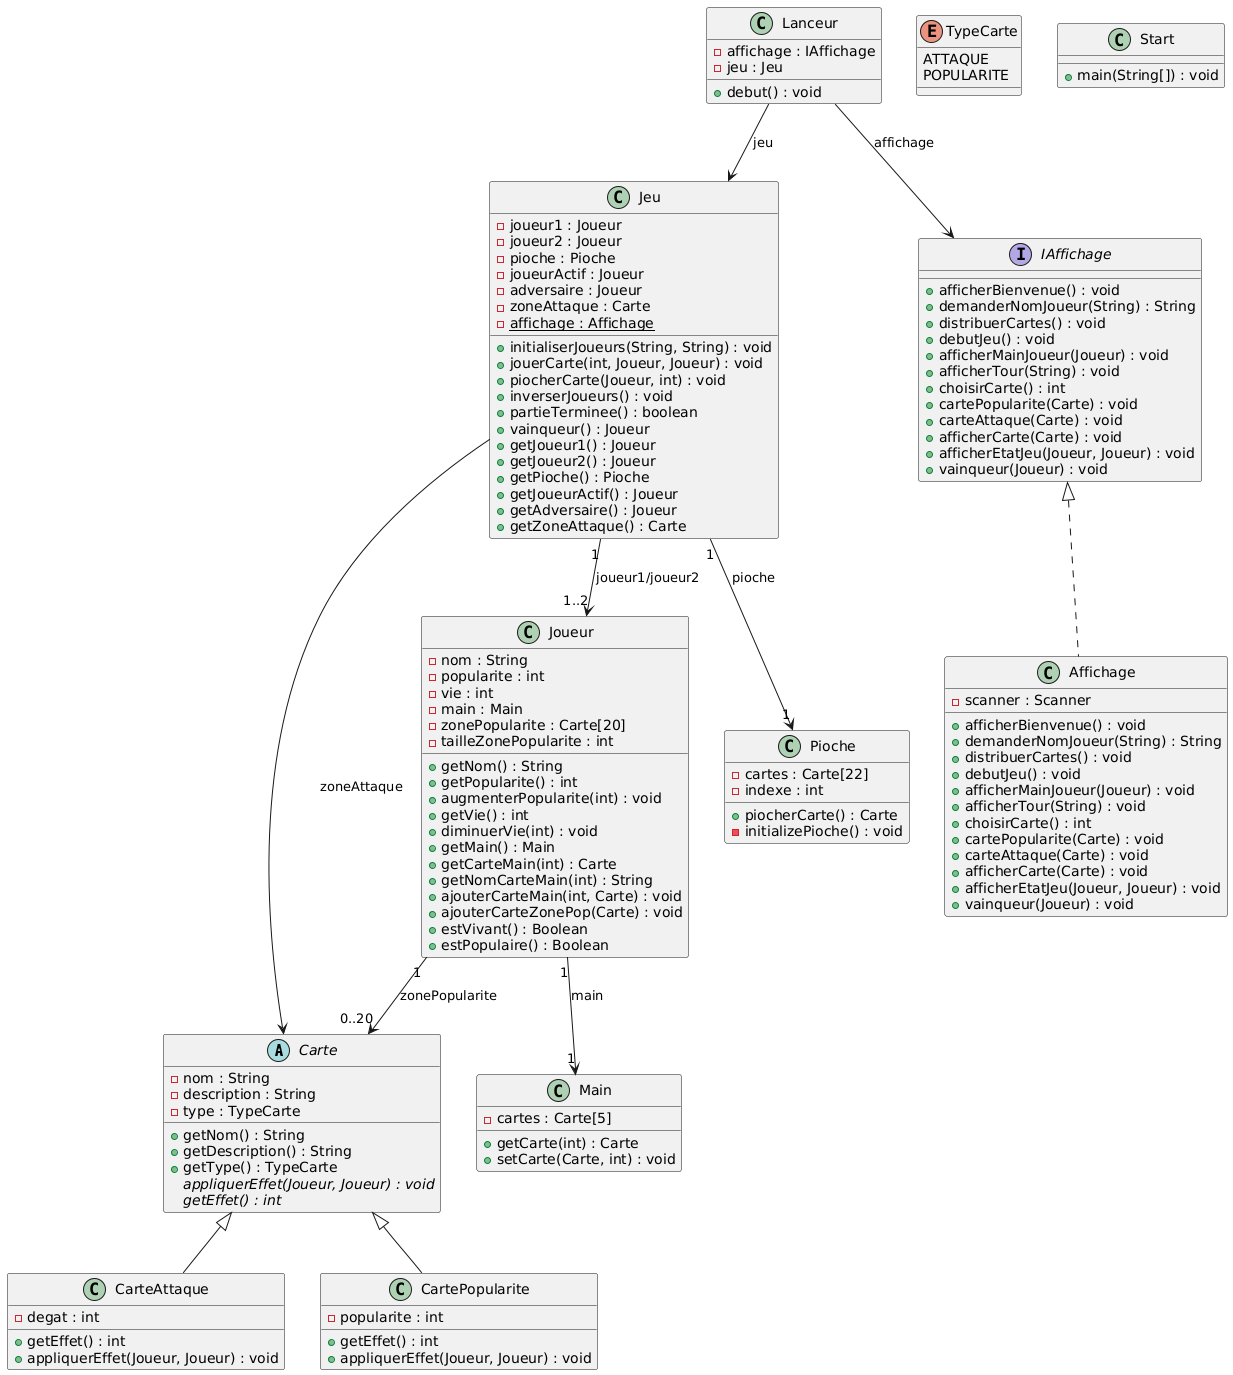 C Lanceur
affichage : IAffichage
jeu : Jeu
debut() : void
E TypeCarte
ATTAQUE
POPULARITE
C Start
main(String[]) : void
jeu
affichage
C Jeu
joueur1 : Joueur
joueur2 : Joueur
pioche : Pioche
joueurActif : Joueur
adversaire : Joueur
zoneAttaque : Carte
affichage : Affichage
initialiserJoueurs(String, String) : void
jouerCarte(int, Joueur, Joueur) : void
piocherCarte(Joueur, int) : void
inverserJoueurs() : void
partieTerminee() : boolean
vainqueur() : Joueur
getJoueur1() : Joueur
getJoueur2() : Joueur
getPioche() : Pioche
getJoueurActif() : Joueur
getAdversaire() : Joueur
getZoneAttaque() : Carte
I IAffichage
afficherBienvenue() : void
demanderNomJoueur(String) : String
distribuerCartes() : void
debutJeu() : void
afficherMainJoueur(Joueur) : void
afficherTour(String) : void
choisirCarte() : int
cartePopularite(Carte) : void
carteAttaque(Carte) : void
afficherCarte(Carte) : void
afficherEtatJeu(Joueur, Joueur) : void
vainqueur(Joueur) : void
1
joueur1/joueur2
1..2
1
pioche
1
zoneAttaque
C Joueur
nom : String
popularite : int
vie : int
main : Main
zonePopularite : Carte[20]
tailleZonePopularite : int
getNom() : String
getPopularite() : int
augmenterPopularite(int) : void
getVie() : int
diminuerVie(int) : void
getMain() : Main
getCarteMain(int) : Carte
getNomCarteMain(int) : String
ajouterCarteMain(int, Carte) : void
ajouterCarteZonePop(Carte) : void
estVivant() : Boolean
estPopulaire() : Boolean
C Pioche
cartes : Carte[22]
indexe : int
piocherCarte() : Carte
initializePioche() : void
C Affichage
scanner : Scanner
afficherBienvenue() : void
demanderNomJoueur(String) : String
distribuerCartes() : void
debutJeu() : void
afficherMainJoueur(Joueur) : void
afficherTour(String) : void
choisirCarte() : int
cartePopularite(Carte) : void
carteAttaque(Carte) : void
afficherCarte(Carte) : void
afficherEtatJeu(Joueur, Joueur) : void
vainqueur(Joueur) : void
1
zonePopularite
0..20
1
main
1
A Carte
nom : String
description : String
type : TypeCarte
getNom() : String
getDescription() : String
getType() : TypeCarte
appliquerEffet(Joueur, Joueur) : void
getEffet() : int
C Main
cartes : Carte[5]
getCarte(int) : Carte
setCarte(Carte, int) : void
C CarteAttaque
degat : int
getEffet() : int
appliquerEffet(Joueur, Joueur) : void
C CartePopularite
popularite : int
getEffet() : int
appliquerEffet(Joueur, Joueur) : void